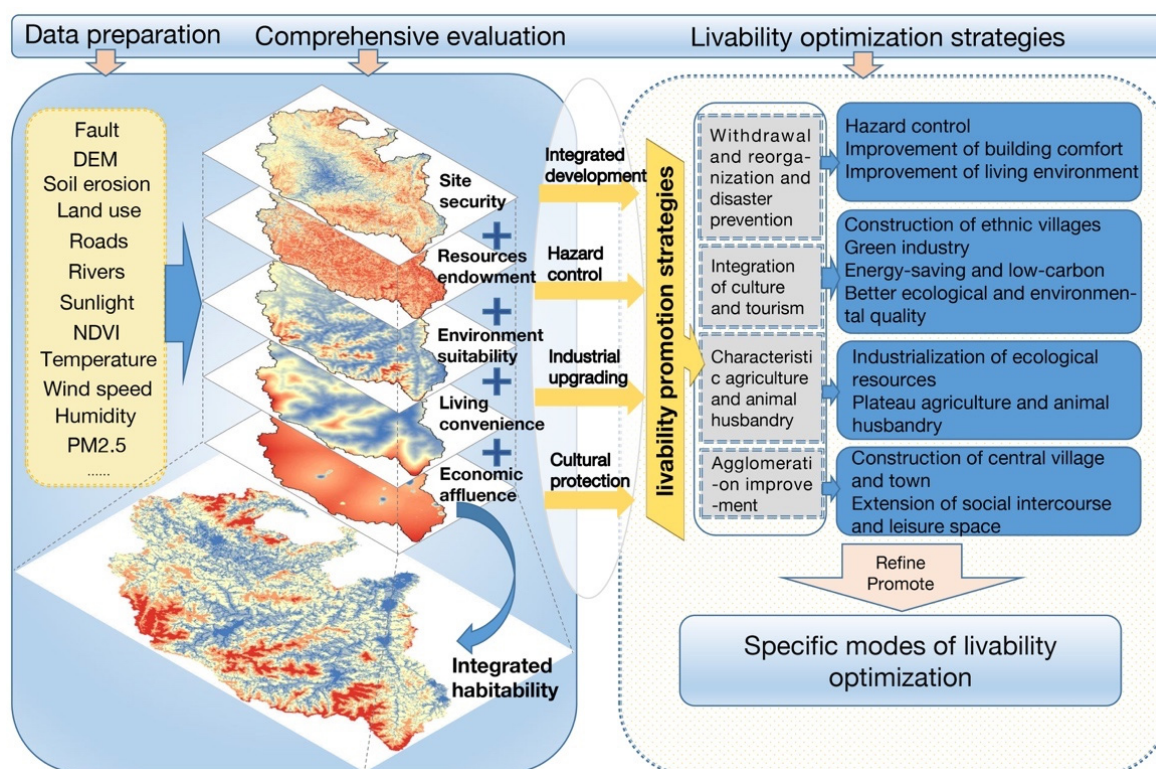 Data preparation
Comprehensive evaluation
Livability optimization strategies
Fault
DEM
Soil erosion
Land use
Roads
Rivers
Sunlight
NDVI
Temperature
Wind speed
Humidity
PM2.5
......
Site
security
+
Resources
endowment
+
Environment
suitability
+
Living
convenience
+
Economic
affluence
Integrated
habitability
Integrated
development
Hazard
control
Industrial
upgrading
Cultural
protection
livability promotion strategies
Withdrawal
and reorga-
nization and
disaster
prevention
Hazard control
Improvement of building comfort
Improvement of living environment
Integration
of culture
and tourism
Construction of ethnic villages
Green industry
Energy-saving and low-carbon
Better ecological and environmen-
tal quality
Characteristi
c agriculture
and animal
husbandry
Industrialization of ecological
resources
Plateau agriculture and animal
husbandry
Agglomerati
-on improve
-ment
Construction of central village
and town
Extension of social intercourse
and leisure space
Refine
Promote
Specific modes of livability
optimization